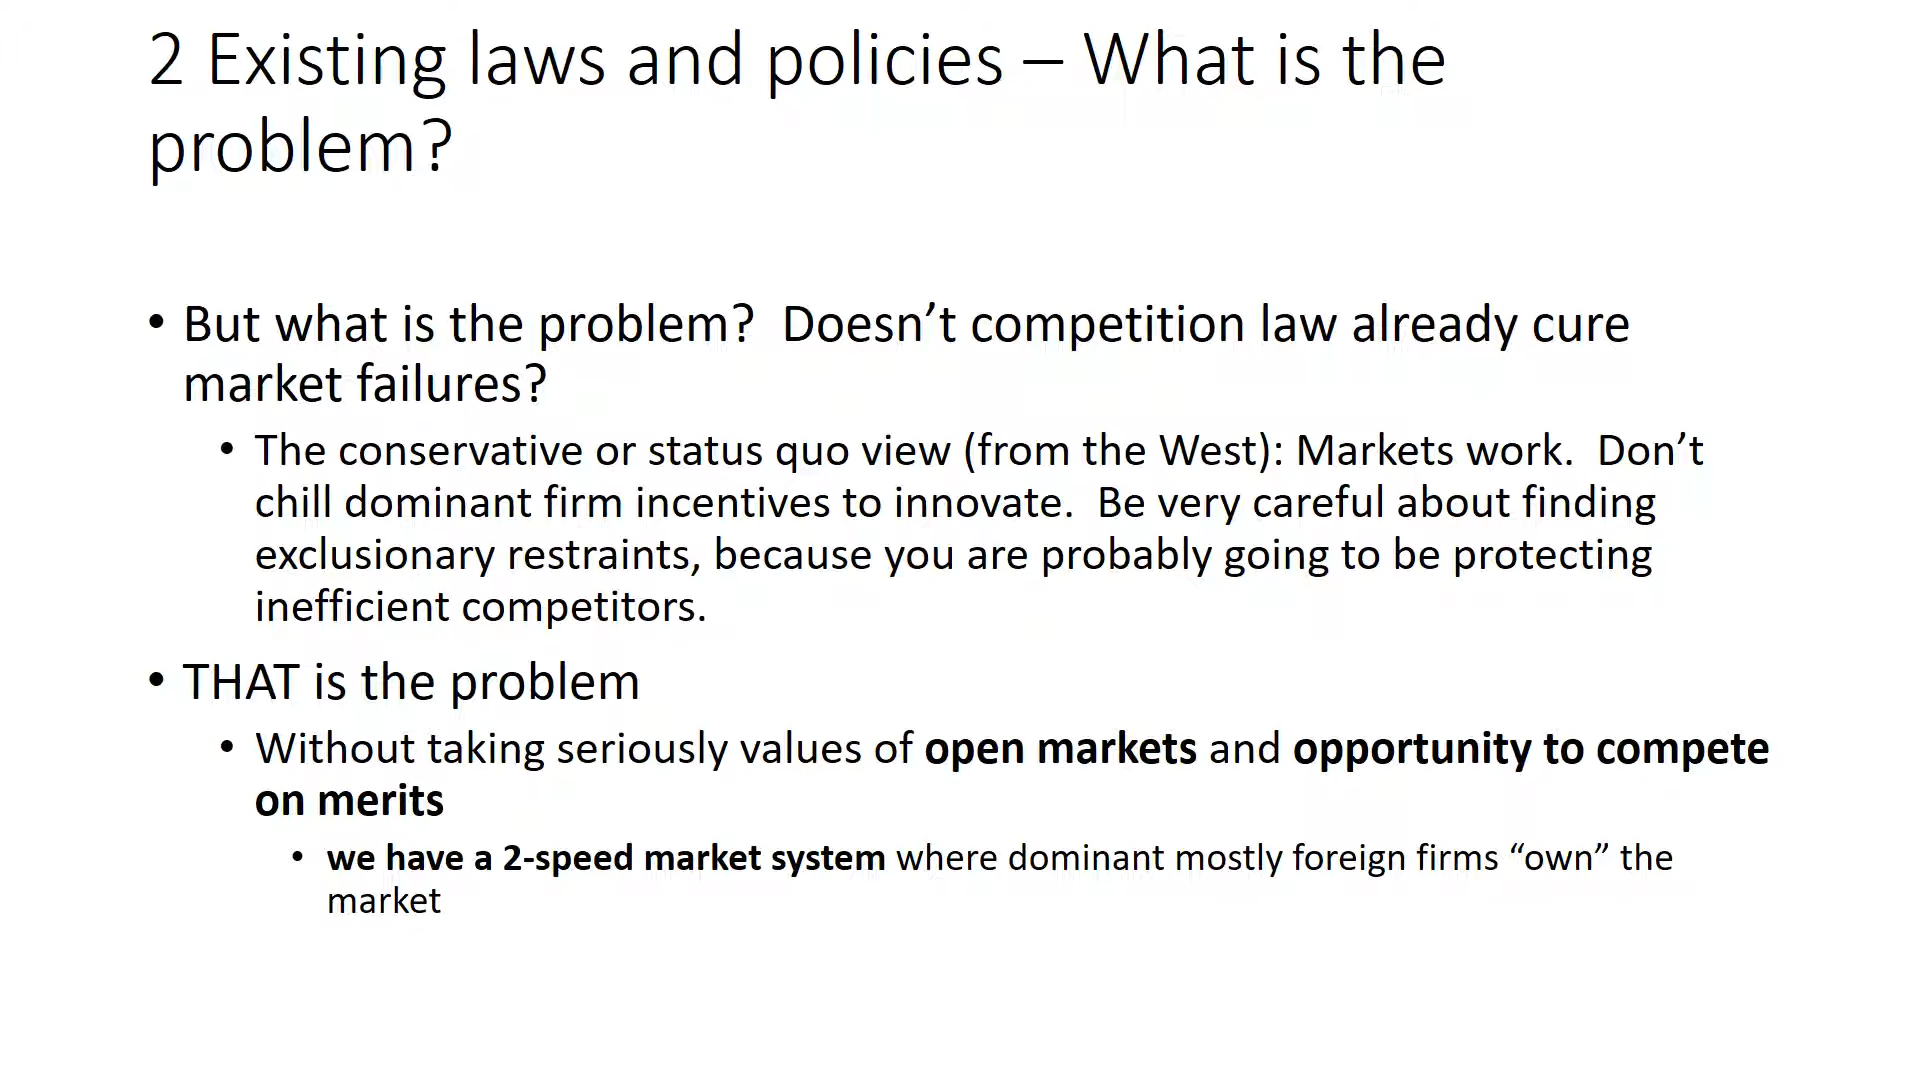 2 Existing laws and policies – What is the
problem?
• But what is the problem?  Doesn’t competition law already cure
market failures?
• The conservative or status quo view (from the West): Markets work.  Don’t
chill dominant firm incentives to innovate.  Be very careful about finding
exclusionary restraints, because you are probably going to be protecting
inefficient competitors.
• THAT is the problem
• Without taking seriously values of open markets and opportunity to compete
on merits
• we have a 2-speed market system where dominant mostly foreign firms “own” the
market